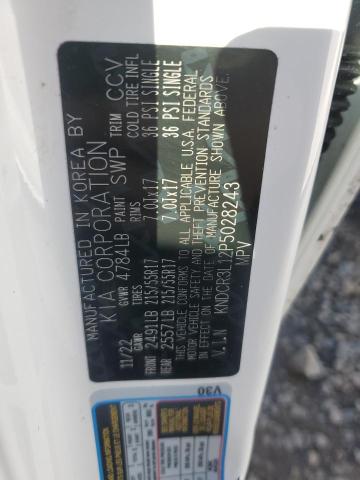 MANUFACTURED IN KOREA BY
KIA CORPORATION
GVWR 4784LB PAINT SWP TRIM CCV
11/22 TIRES RIMS COLD TIRE INFL
FRONT 2491LB 215/55R17 7.0JX17 36 PSI SINGLE
REAR 2557LB 215/55R17 7.0JX17 36 PSI SINGLE
THIS VEHICLE CONFORMS TO ALL APPLICABLE U.S.A. FEDERAL
MOTOR VEHICLE SAFETY AND THEFT PREVENTION STANDARDS
IN EFFECT ON THE DATE OF MANUFACTURE SHOWN ABOVE.
V.I.N KNDCR3L12P5028243
MPV
V30